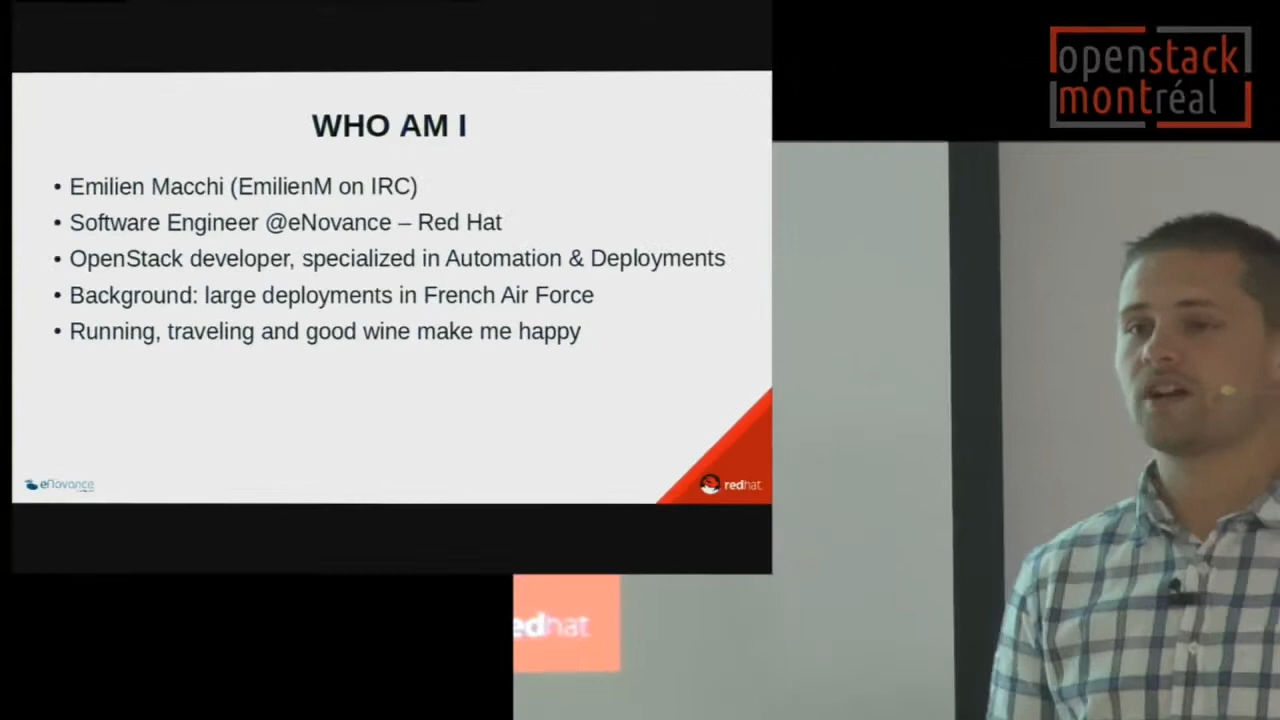 WHO AM I
• Emilien Macchi (EmilienM on IRC)
• Software Engineer @eNovance – Red Hat
• OpenStack developer, specialized in Automation & Deployments
• Background: large deployments in French Air Force
• Running, traveling and good wine make me happy
eNovance
redhat.
openstack
montréal
edhat